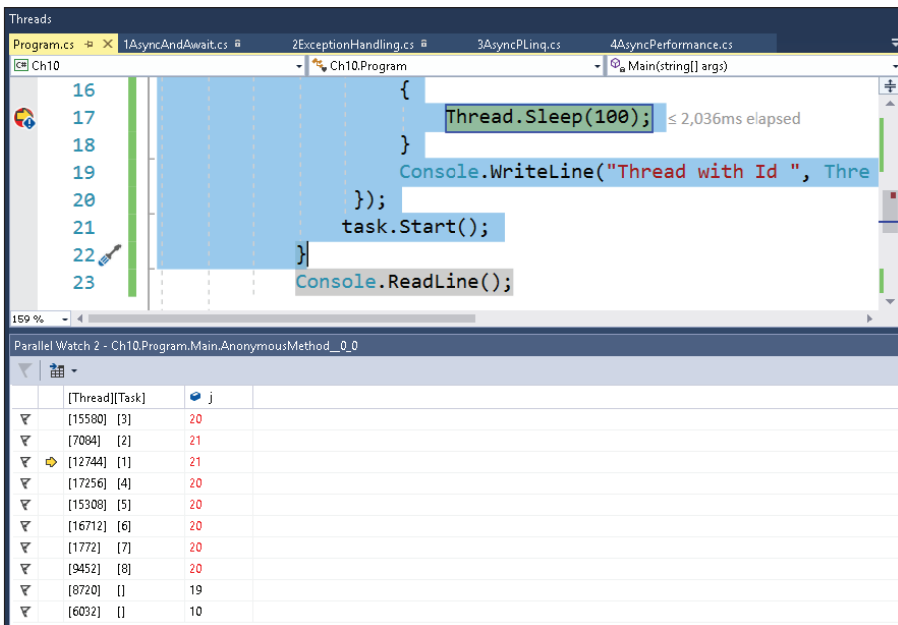 Threads
Program.cs 1AsyncAndAwait.cs 2ExceptionHandling.cs 3AsyncPLinq.cs 4AsyncPerformance.cs
C# Ch10 Ch10.Program Main(string[] args)
16 {
17 Thread.Sleep(100); ≤ 2,036ms elapsed
18 }
19 Console.WriteLine("Thread with Id ", Thre
20 });
21 task.Start();
22 }
23 Console.ReadLine();
159 %
Parallel Watch 2 - Ch10.Program.Main.AnonymousMethod__0_0
[Thread][Task] j
[15580] [3] 20
[7084] [2] 21
[12744] [1] 21
[17256] [4] 20
[15308] [5] 20
[16712] [6] 20
[1772] [7] 20
[9452] [8] 20
[8720] [] 19
[6032] [] 10